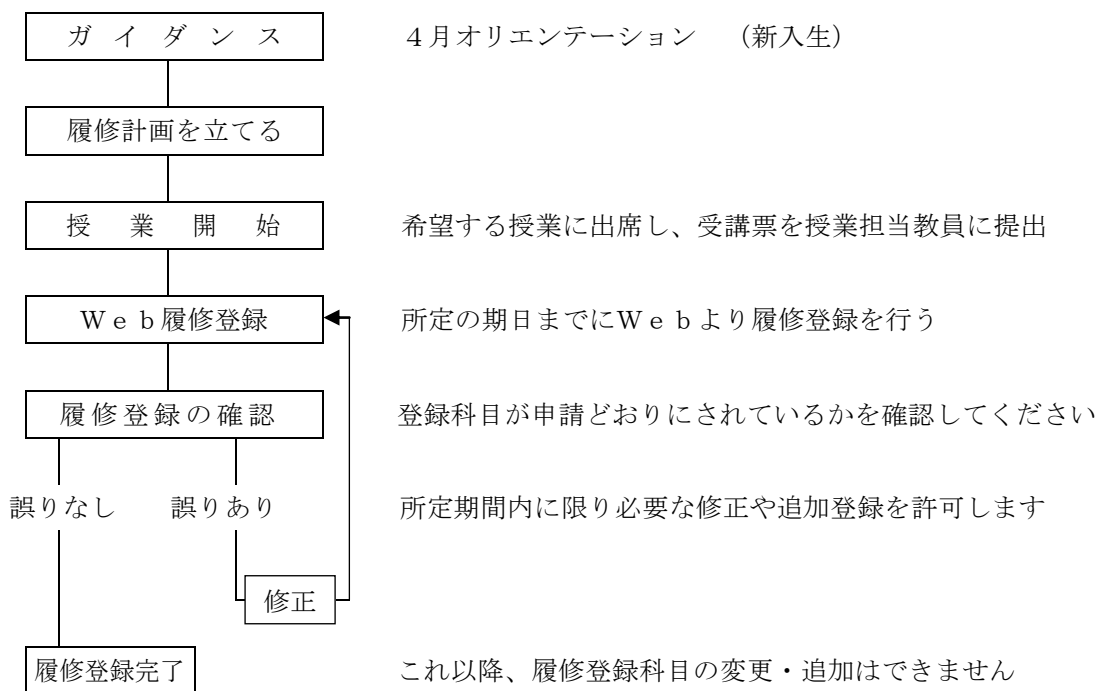 ガイダンス　４月オリエンテーション　（新入生）
履修計画を立てる
授業開始　希望する授業に出席し、受講票を授業担当教員に提出
Ｗｅｂ履修登録　所定の期日までにＷｅｂより履修登録を行う
履修登録の確認　登録科目が申請どおりにされているかを確認してください
誤りなし　誤りあり　所定期間内に限り必要な修正や追加登録を許可します
修正
履修登録完了　これ以降、履修登録科目の変更・追加はできません